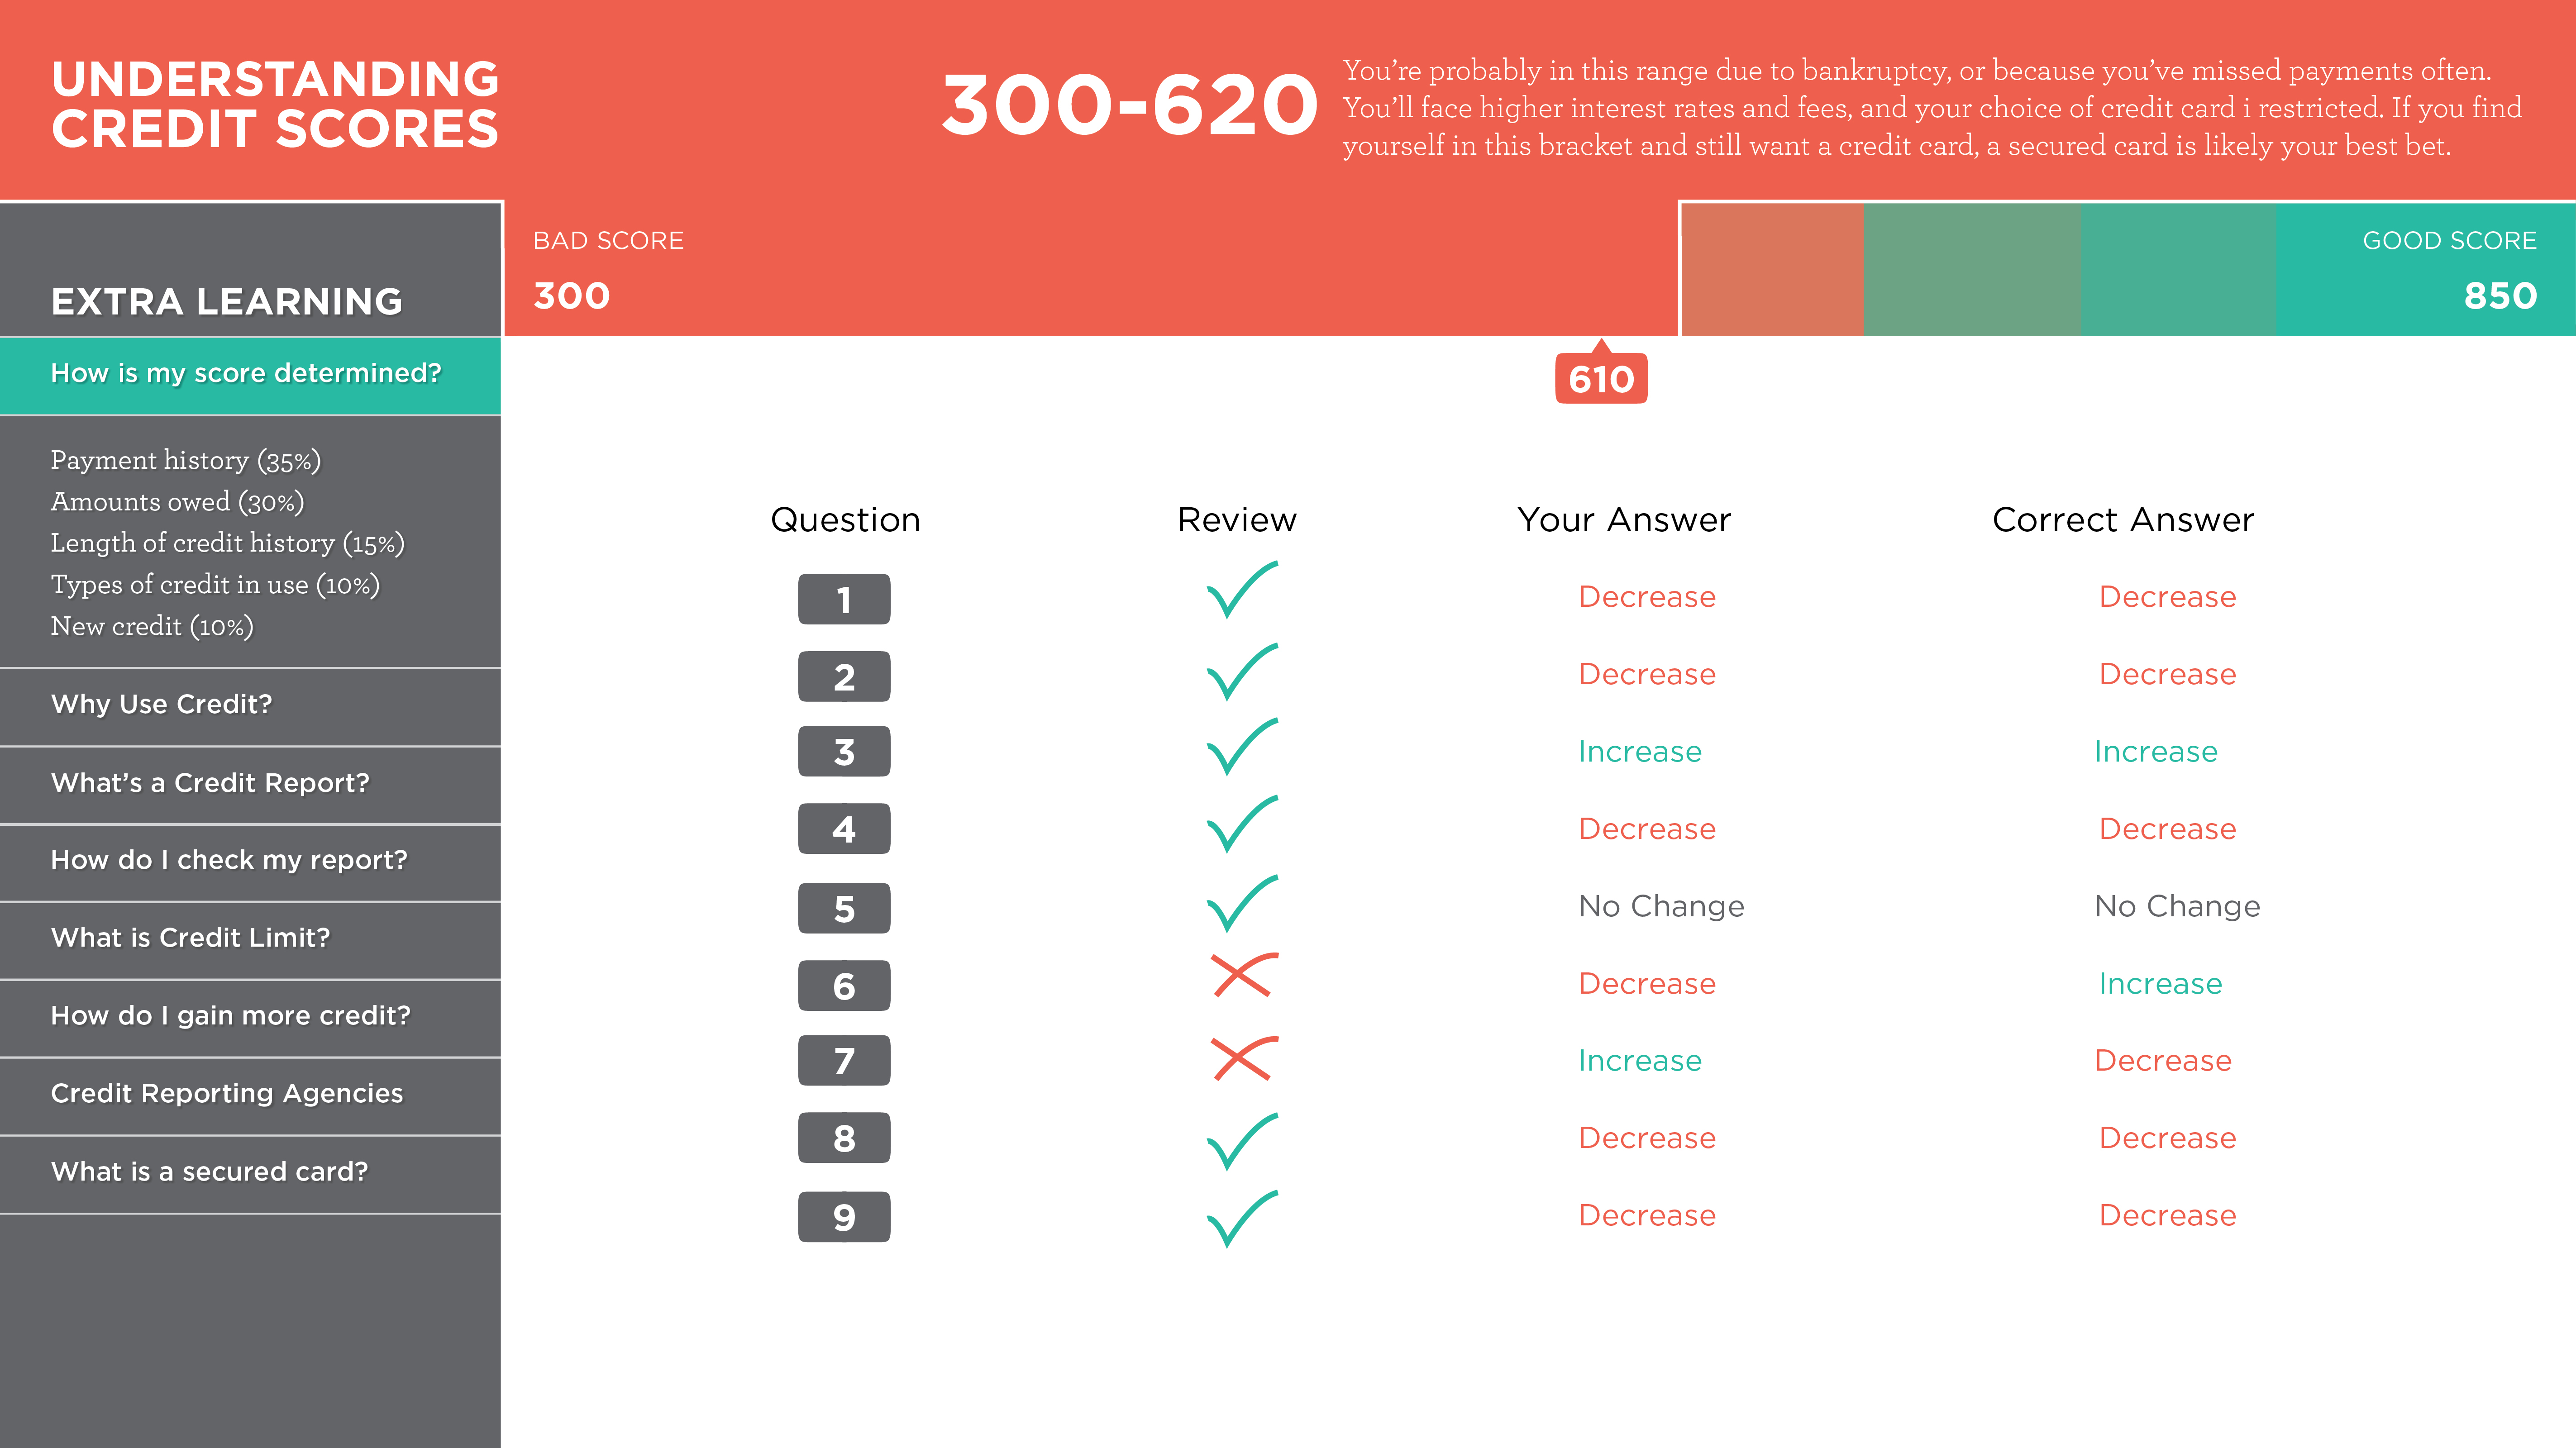 UNDERSTANDING
CREDIT SCORES
300-620
You're probably in this range due to bankruptcy, or because you've missed payments often.
You'll face higher interest rates and fees, and your choice of credit card i restricted. If you find
yourself in this bracket and still want a credit card, a secured card is likely your best bet.
BAD SCORE
300
GOOD SCORE
850
610
EXTRA LEARNING
How is my score determined?
Payment history (35%)
Amounts owed (30%)
Length of credit history (15%)
Types of credit in use (10%)
New credit (10%)
Why Use Credit?
What's a Credit Report?
How do I check my report?
What is Credit Limit?
How do I gain more credit?
Credit Reporting Agencies
What is a secured card?
Question Review Your Answer Correct Answer
1 Decrease Decrease
2 Decrease Decrease
3 Increase Increase
4 Decrease Decrease
5 No Change No Change
6 Decrease Increase
7 Increase Decrease
8 Decrease Decrease
9 Decrease Decrease